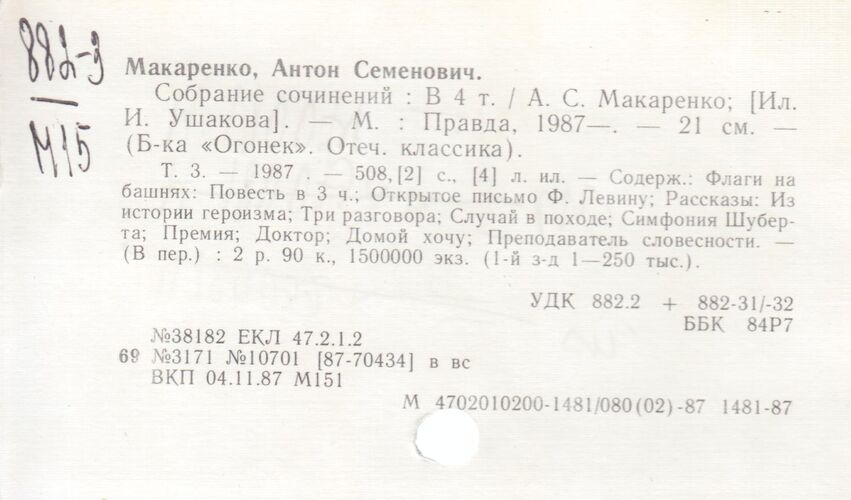 882-3
М15
Макаренко, Антон Семенович.
Собрание сочинений : В 4 т. / А. С. Макаренко; [Ил.
И. Ушакова]. — М. : Правда, 1987—. — 21 см. —
(Б-ка «Огонек». Отеч. классика).
Т. 3. — 1987 . — 508,[2] с., [4] л. ил. — Содерж.: Флаги на
башнях: Повесть в 3 ч.; Открытое письмо Ф. Левину; Рассказы: Из
истории героизма; Три разговора; Случай в походе; Симфония Шубер-
та; Премия; Доктор; Домой хочу; Преподаватель словесности. —
(В пер.) : 2 р. 90 к., 1500000 экз. (1-й з-д 1—250 тыс.).
УДК 882.2 + 882-31/-32
ББК 84Р7
№38182 ЕКЛ 47.2.1.2
69 №3171 №10701 [87-70434] в вс
ВКП 04.11.87 М151
М 4702010200-1481/080(02)-87 1481-87